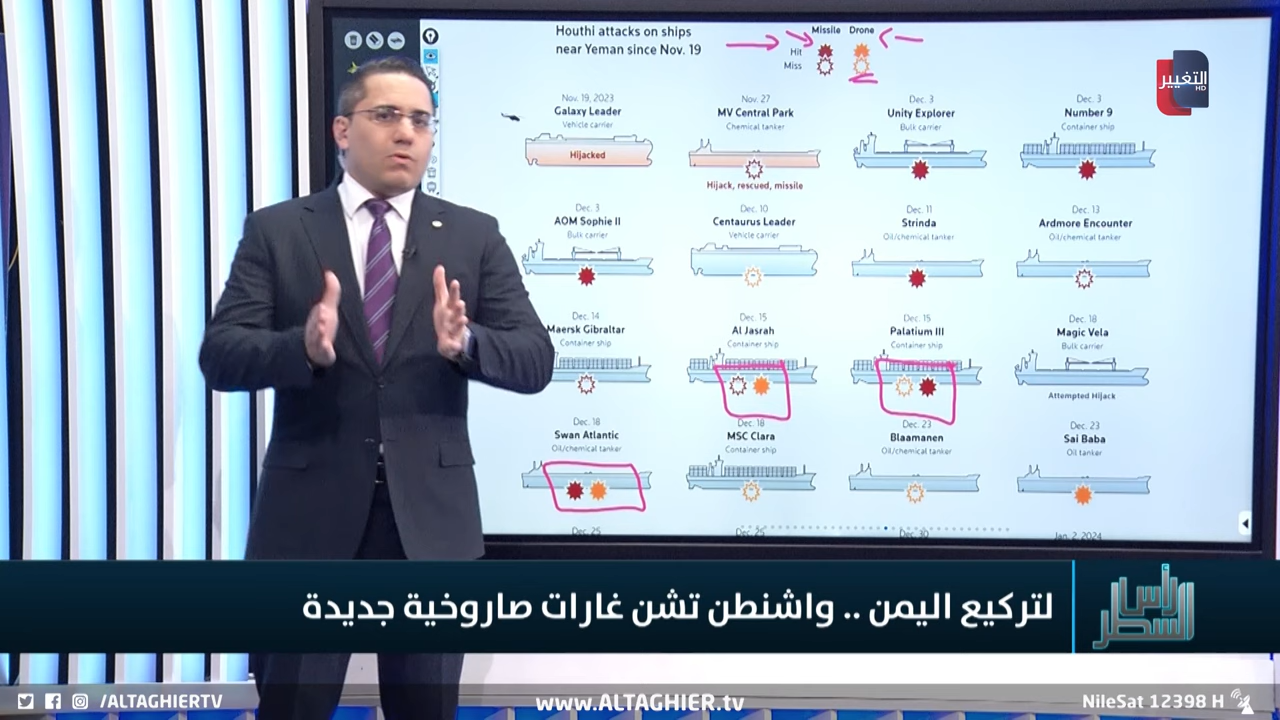 Houthi attacks on ships
near Yeman since Nov. 19
Missile Drone
Hit
Miss
التغيير
HD
Nov. 19, 2023
Galaxy Leader
Vehicle carrier
Hijacked
Nov. 27
MV Central Park
Chemical tanker
Hijack, rescued, missile
Dec. 3
Unity Explorer
Bulk carrier
Dec. 3
Number 9
Container ship
Dec. 3
AOM Sophie II
Bulk carrier
Dec. 10
Centaurus Leader
Vehicle carrier
Dec. 11
Strinda
Oil/chemical tanker
Dec. 13
Ardmore Encounter
Oil/chemical tanker
Dec. 14
Maersk Gibraltar
Container ship
Dec. 15
Al Jasrah
Container ship
Dec. 15
Palatium III
Container ship
Dec. 18
Magic Vela
Bulk carrier
Attempted Hijack
Dec. 18
Swan Atlantic
Oil/chemical tanker
Dec. 18
MSC Clara
Container ship
Dec. 23
Blaamanen
Oil/chemical tanker
Dec. 23
Sai Baba
Oil tanker
Dec. 25
Dec. 25
Dec. 30
Jan. 2, 2024
رأس
السطر
لتركيع اليمن .. واشنطن تشن غارات صاروخية جديدة
/ALTAGHIERTV
www.ALTAGHIER.tv
NileSat 12398 H